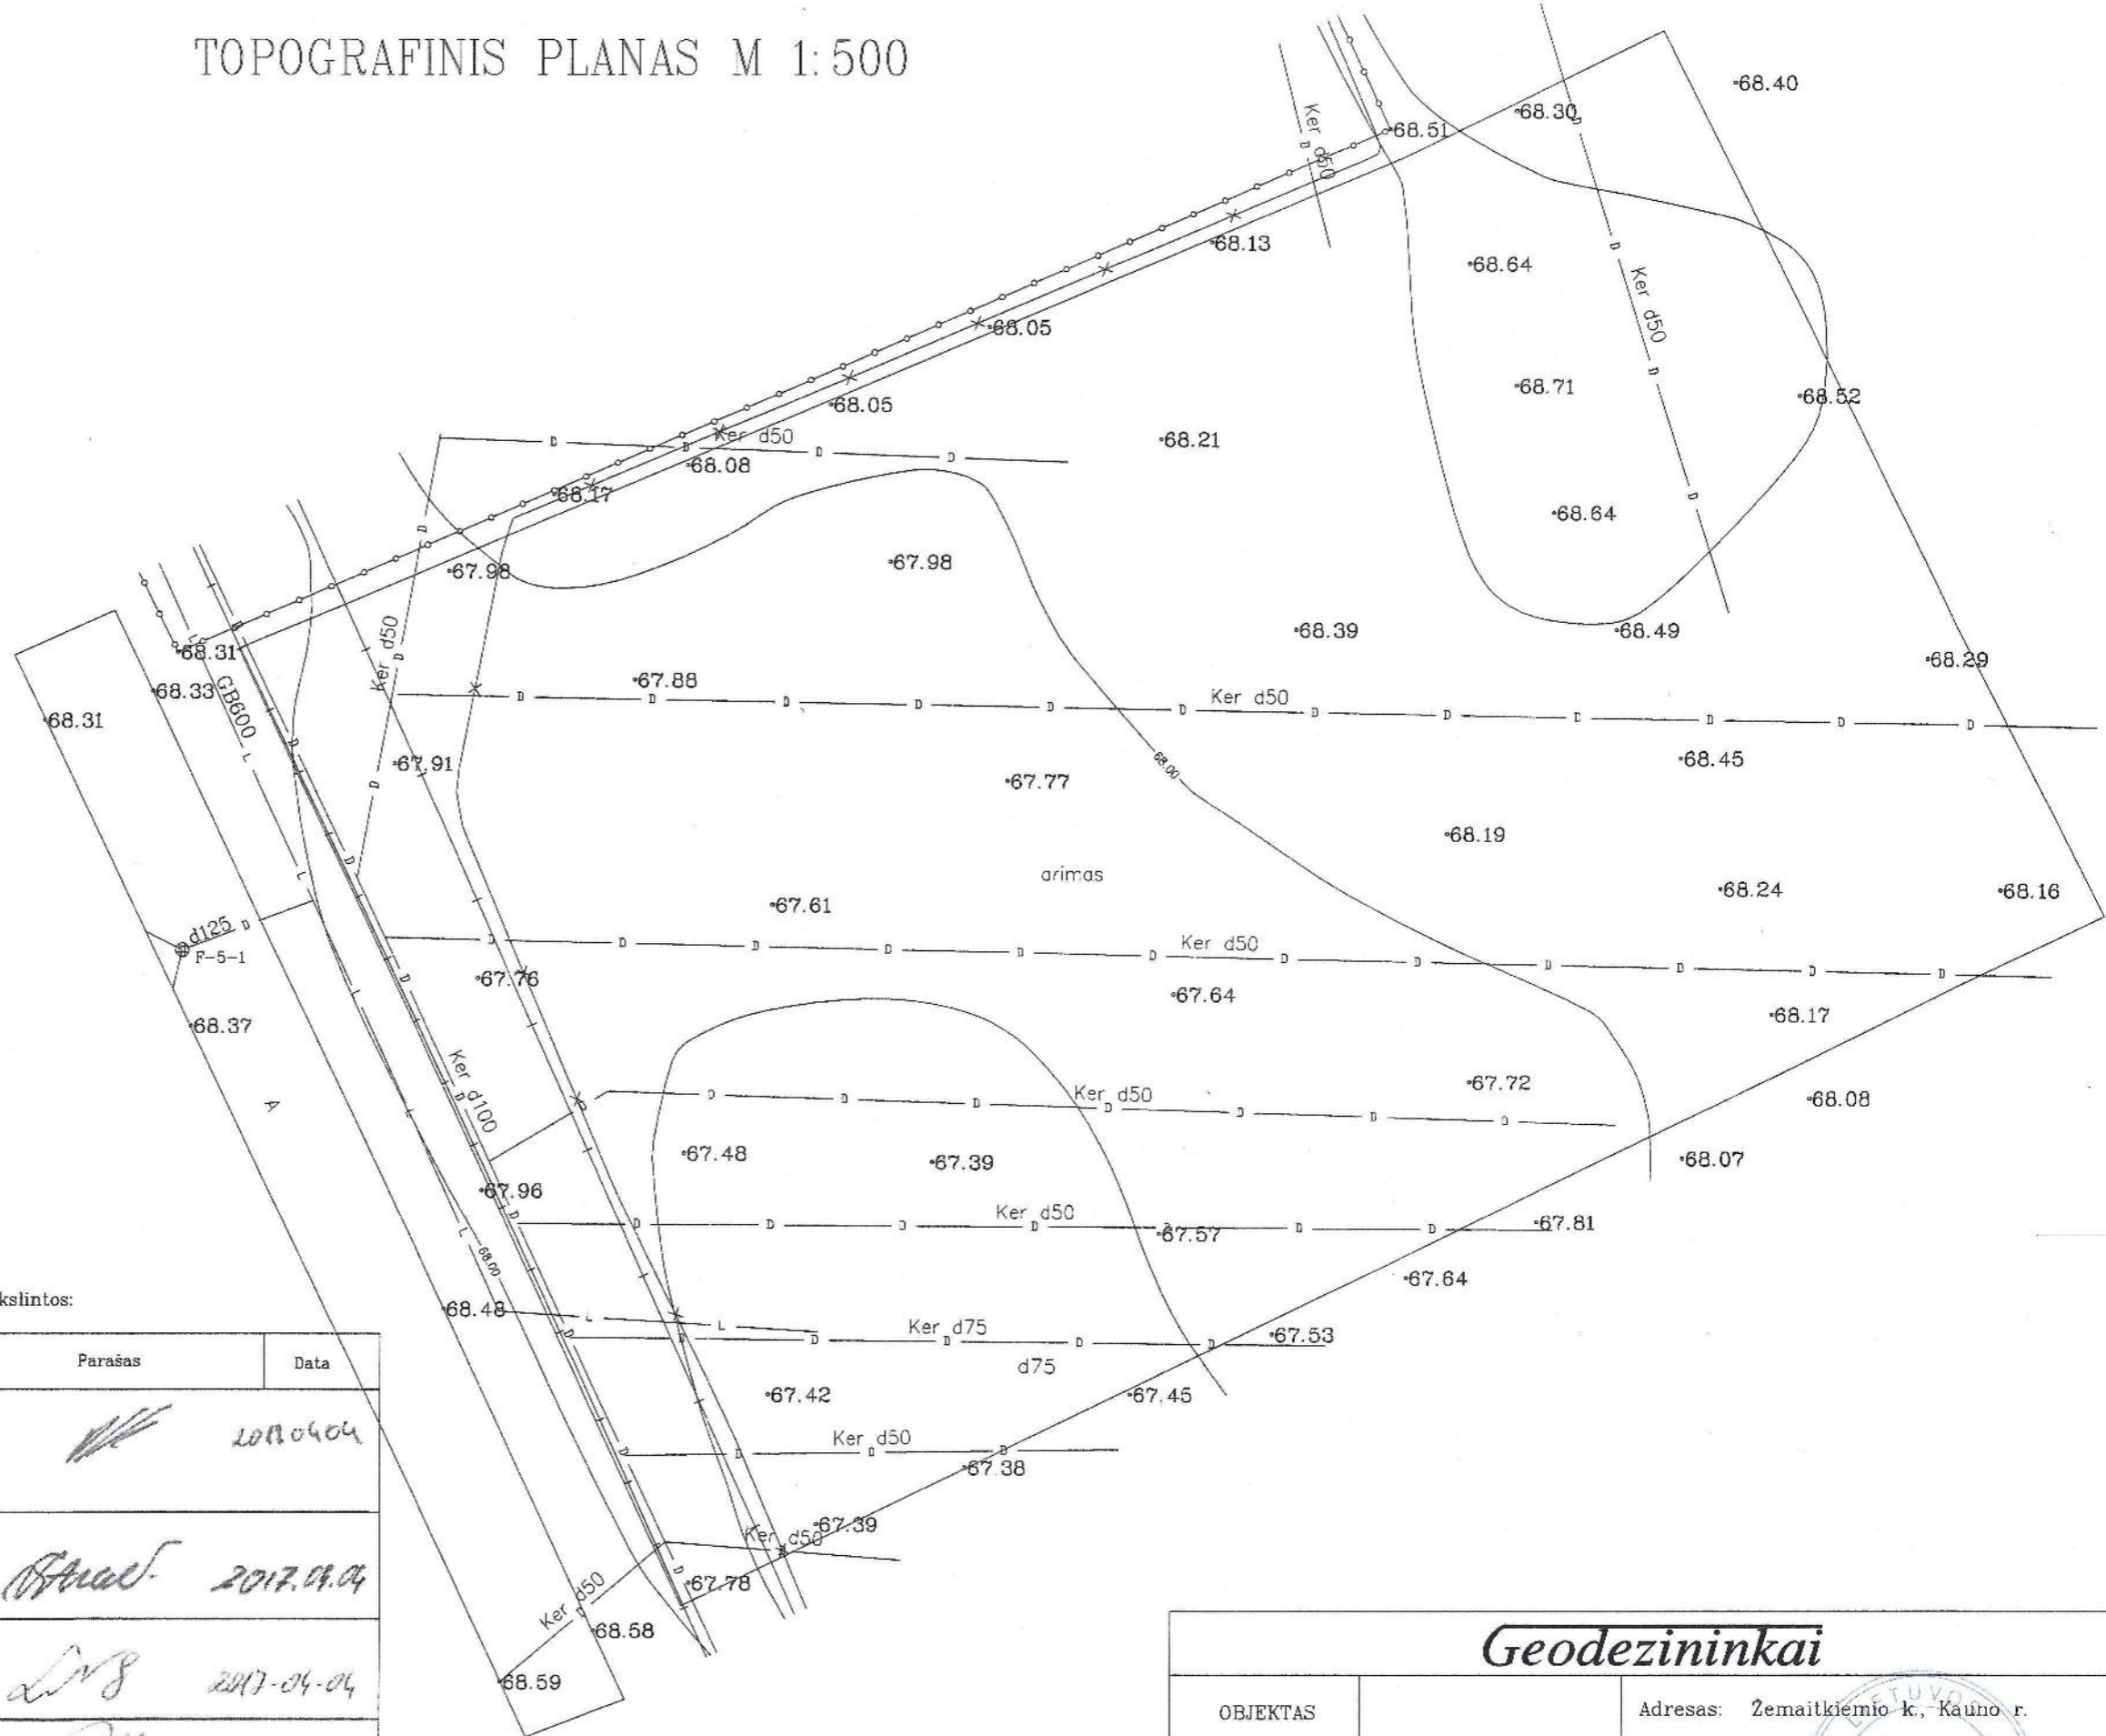 TOPOGRAFINIS PLANAS M 1:500
68.40
68.30
D
68.51
Ker d50
D
68.13
68.64
D
Ker d50
68.05
68.71
D
68.52
68.05
Ker d50
D D D D
68.21
68.08
68.17
D
68.64
67.98
67.98
D
Ker d50
D
68.39
68.49
68.31
68.29
68.33
67.88
Ker d50
D D D D D D D D D D D D
GB600
L
68.31
67.91
68.45
67.77
68.00
D
68.19
arimas
68.24
68.16
67.61
d125 D
F-5-1
Ker d50
D D D D D D D D D D D D
67.76
67.64
68.17
68.37
A
Ker d100
67.72
Ker d50
D D D D D D D
68.08
67.48
67.39
68.07
67.96
Ker d50
D D D D D D D
67.57
67.81
68.00
67.64
kslintos:
68.48
L L
Ker d75
D D D D D
67.53
d75
Parašas
Data
67.42
67.45
Ker d50
D D D
67.38
67.39
Ker d50
2017.04.04
67.78
Ker d50
D
68.58
2017-04-04
68.59
Geodezininkai
OBJEKTAS
Adresas: Žemaitkiemio k., Kauno r.
LIETUVOS